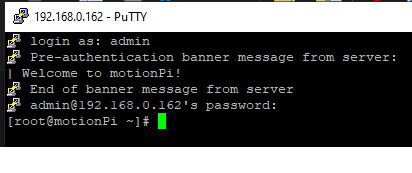 192.168.0.162 - PuTTY
login as: admin
Pre-authentication banner message from server:
| Welcome to motionPi!
End of banner message from server
admin@192.168.0.162's password:
[root@motionPi ~]#